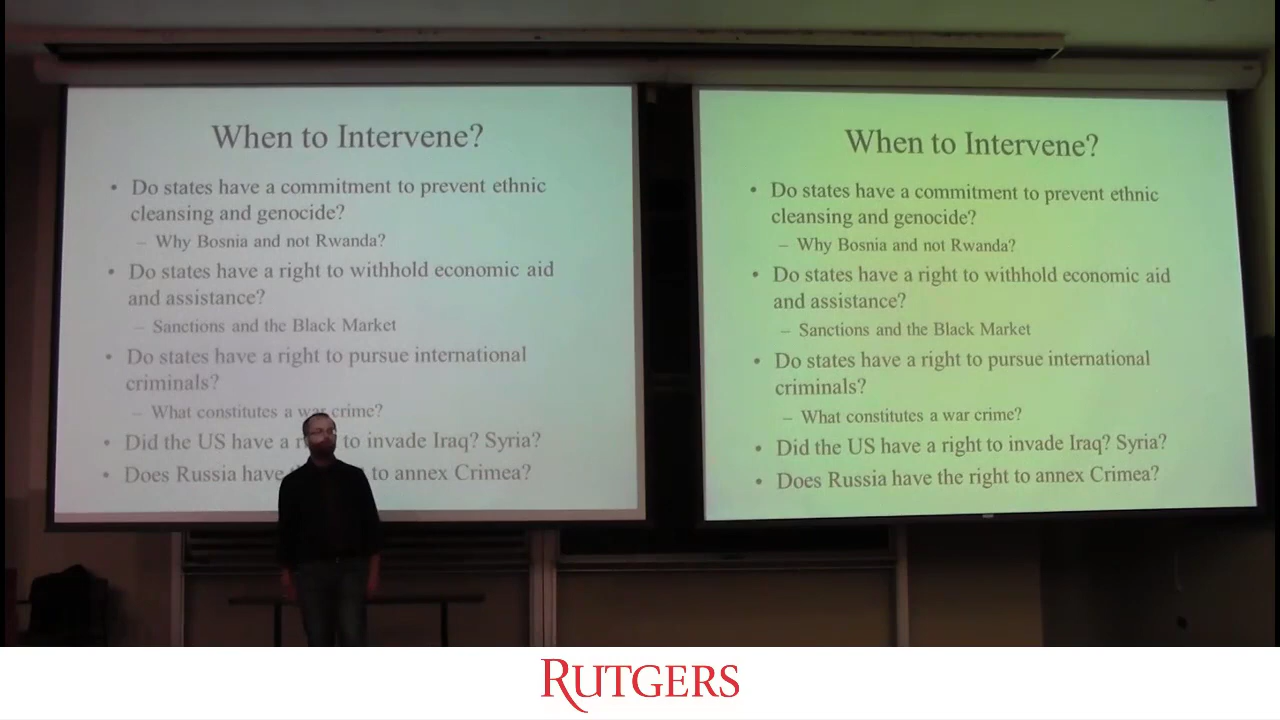 When to Intervene?
• Do states have a commitment to prevent ethnic
cleansing and genocide?
– Why Bosnia and not Rwanda?
• Do states have a right to withhold economic aid
and assistance?
– Sanctions and the Black Market
• Do states have a right to pursue international
criminals?
– What constitutes a war crime?
• Did the US have a r to invade Iraq? Syria?
• Does Russia have to annex Crimea?
When to Intervene?
• Do states have a commitment to prevent ethnic
cleansing and genocide?
– Why Bosnia and not Rwanda?
• Do states have a right to withhold economic aid
and assistance?
– Sanctions and the Black Market
• Do states have a right to pursue international
criminals?
– What constitutes a war crime?
• Did the US have a right to invade Iraq? Syria?
• Does Russia have the right to annex Crimea?
RUTGERS